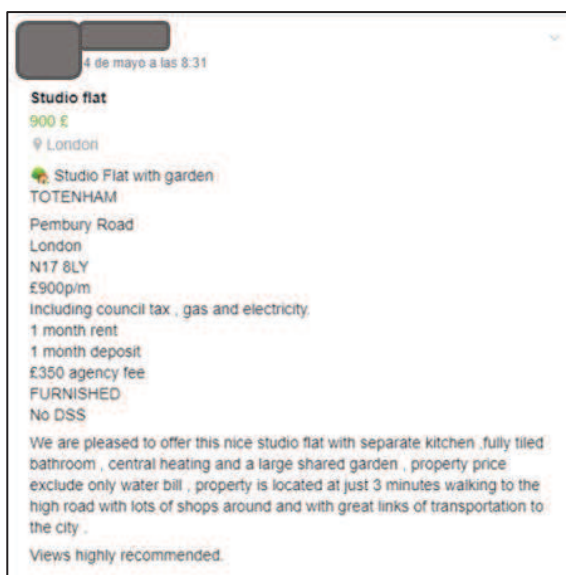 4 de mayo a las 8:31
Studio flat
900 £
London
Studio Flat with garden
TOTENHAM
Pembury Road
London
N17 8LY
£900p/m
Including council tax , gas and electricity.
1 month rent
1 month deposit
£350 agency fee
FURNISHED
No DSS
We are pleased to offer this nice studio flat with separate kitchen ,fully tiled
bathroom , central heating and a large shared garden , property price
exclude only water bill , property is located at just 3 minutes walking to the
high road with lots of shops around and with great links of transportation to
the city .
Views highly recommended.